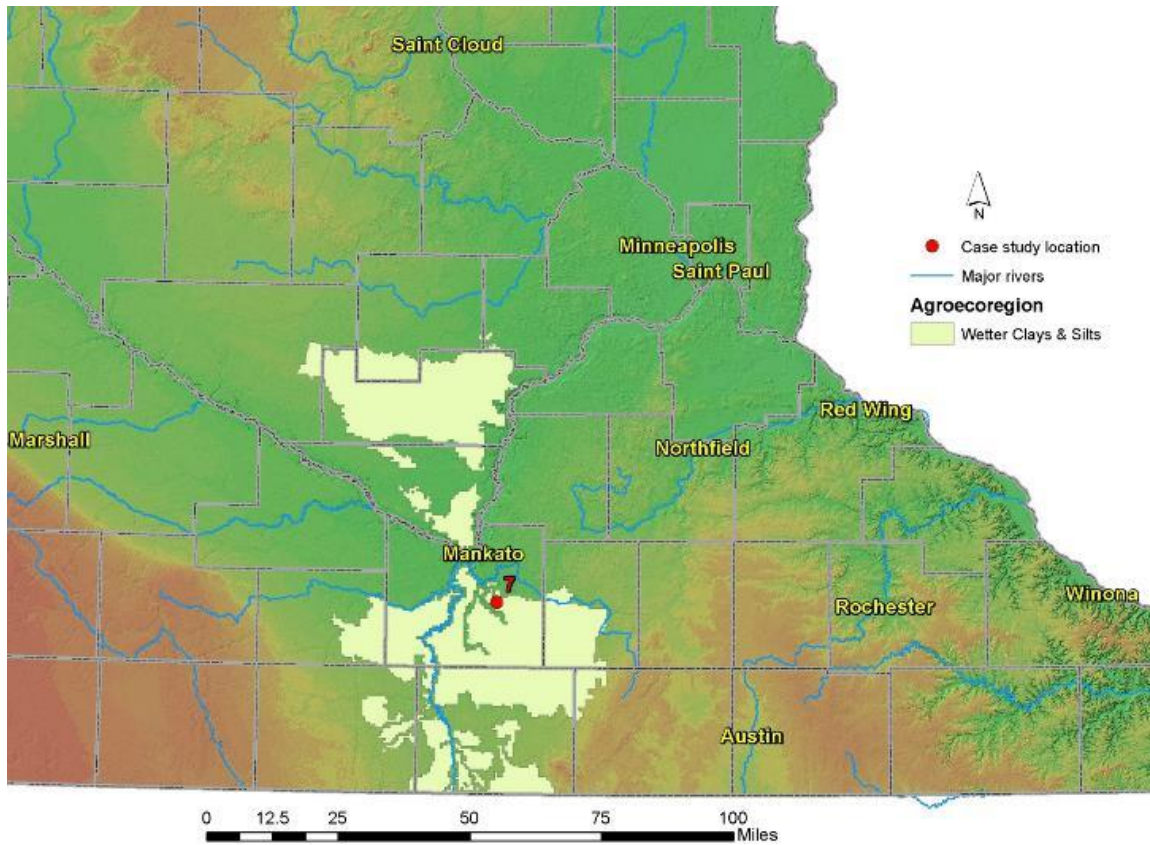 Saint Cloud
Minneapolis
Saint Paul
N
Case study location
Major rivers
Agroecoregion
Wetter Clays & Silts
Red Wing
Marshall
Northfield
Mankato
7
Winona
Rochester
Austin
0 12.5 25 50 75 100
Miles